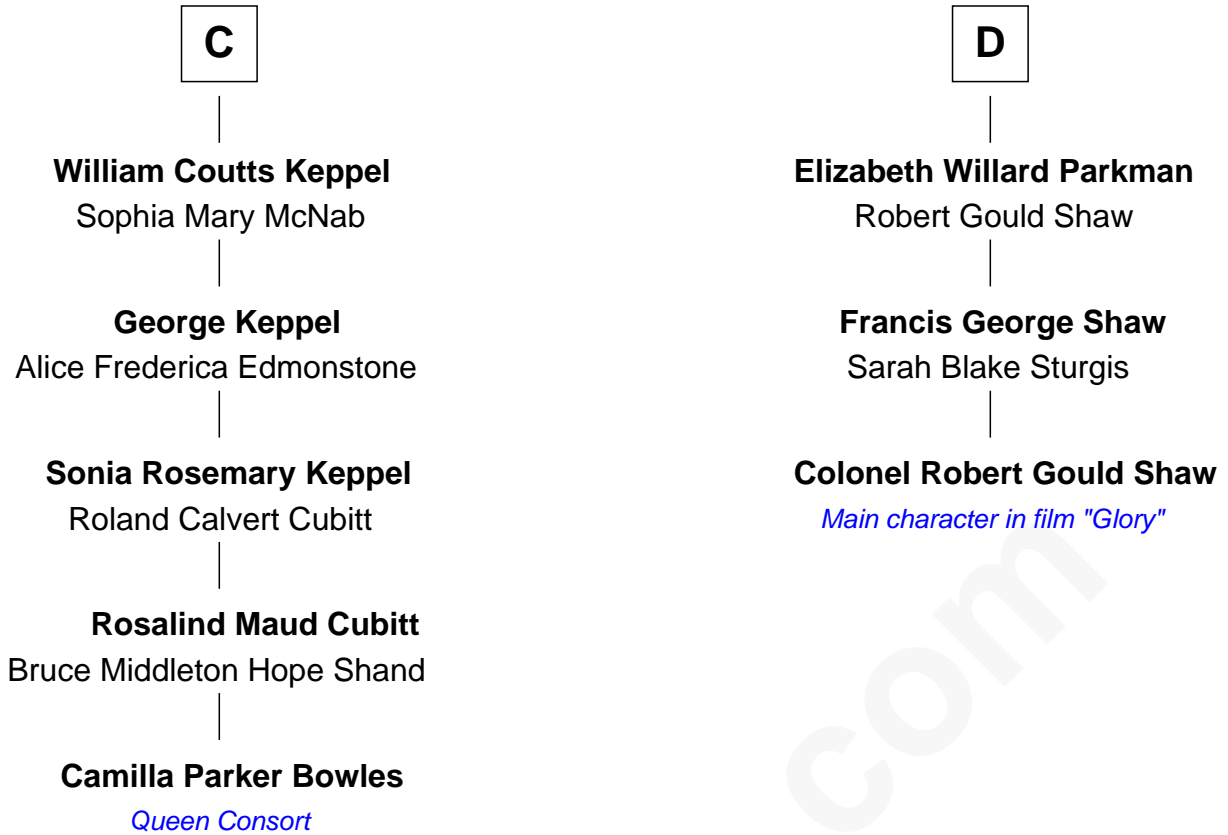 C
William Coutts Keppel
Sophia Mary McNab
George Keppel
Alice Frederica Edmonstone
Sonia Rosemary Keppel
Roland Calvert Cubitt
Rosalind Maud Cubitt
Bruce Middleton Hope Shand
Camilla Parker Bowles
Queen Consort
D
Elizabeth Willard Parkman
Robert Gould Shaw
Francis George Shaw
Sarah Blake Sturgis
Colonel Robert Gould Shaw
Main character in film "Glory"
com